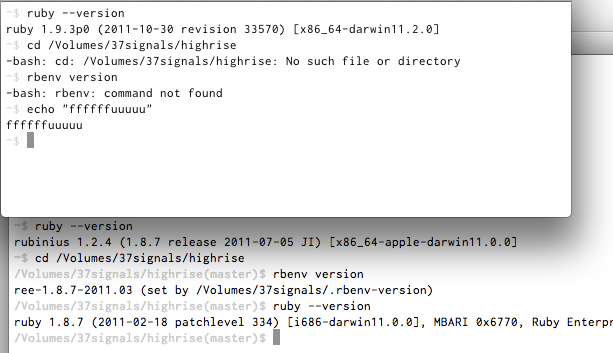 ~$ ruby --version
ruby 1.9.3p0 (2011-10-30 revision 33570) [x86_64-darwin11.2.0]
~$ cd /Volumes/37signals/highrise
-bash: cd: /Volumes/37signals/highrise: No such file or directory
~$ rbenv version
-bash: rbenv: command not found
~$ echo "ffffffuuuuu"
ffffffuuuuu
~$
~$ ruby --version
rubinius 1.2.4 (1.8.7 release 2011-07-05 JI) [x86_64-apple-darwin11.0.0]
~$ cd /Volumes/37signals/highrise
/Volumes/37signals/highrise(master)$ rbenv version
ree-1.8.7-2011.03 (set by /Volumes/37signals/.rbenv-version)
/Volumes/37signals/highrise(master)$ ruby --version
ruby 1.8.7 (2011-02-18 patchlevel 334) [i686-darwin11.0.0], MBARI 0x6770, Ruby Enterpr
/Volumes/37signals/highrise(master)$